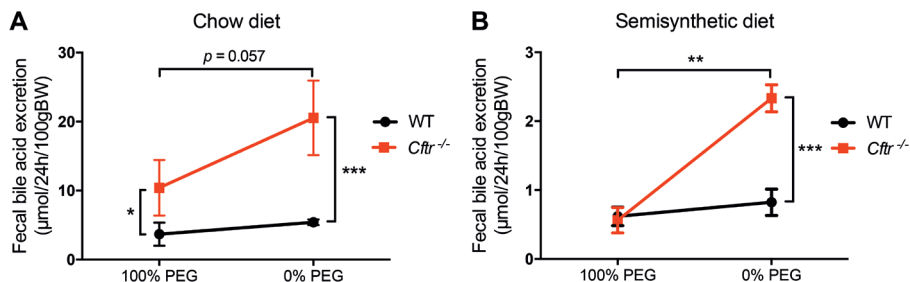 A
Chow diet
Fecal bile acid excretion
(μmol/24h/100gBW)
30
20
10
0
p = 0.057
*
***
100% PEG
0% PEG
WT
Cftr -/-
B
Semisynthetic diet
Fecal bile acid excretion
(μmol/24h/100gBW)
3
2
1
0
**
***
100% PEG
0% PEG
WT
Cftr -/-